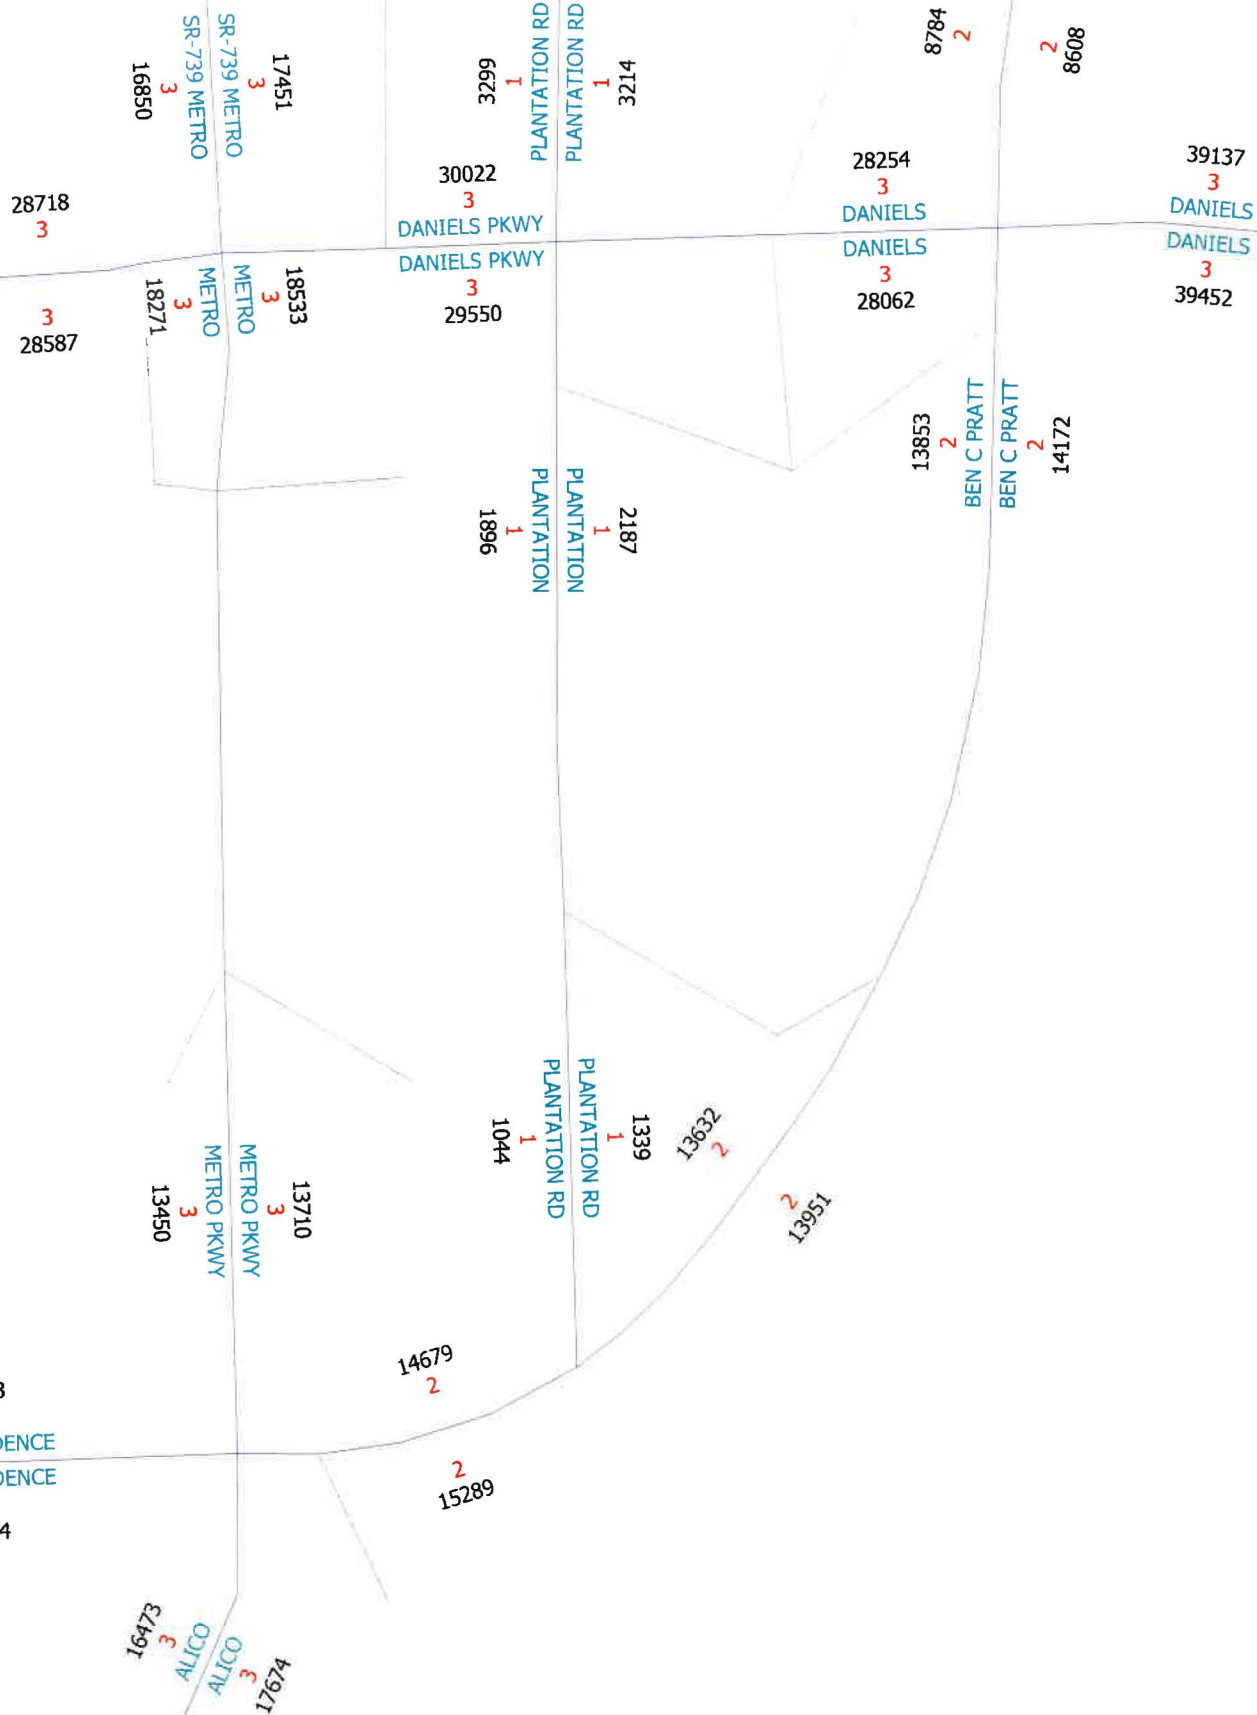 16850
3
SR-739 METRO
SR-739 METRO
3
17451
3299
1
PLANTATION RD
PLANTATION RD
1
3214
8784
2
2
8608
28718
3
3
28587
30022
3
DANIELS PKWY
DANIELS PKWY
3
29550
28254
3
DANIELS
DANIELS
3
28062
39137
3
DANIELS
DANIELS
3
39452
18271
3
METRO
METRO
3
18533
13853
2
BEN C PRATT
BEN C PRATT
2
14172
1896
1
PLANTATION
PLANTATION
1
2187
1044
1
PLANTATION RD
PLANTATION RD
1
1339
13632
2
2
13951
13450
3
METRO PKWY
METRO PKWY
3
13710
14679
2
2
15289
DENCE
DENCE
4
16473
3
ALICO
ALICO
3
17674